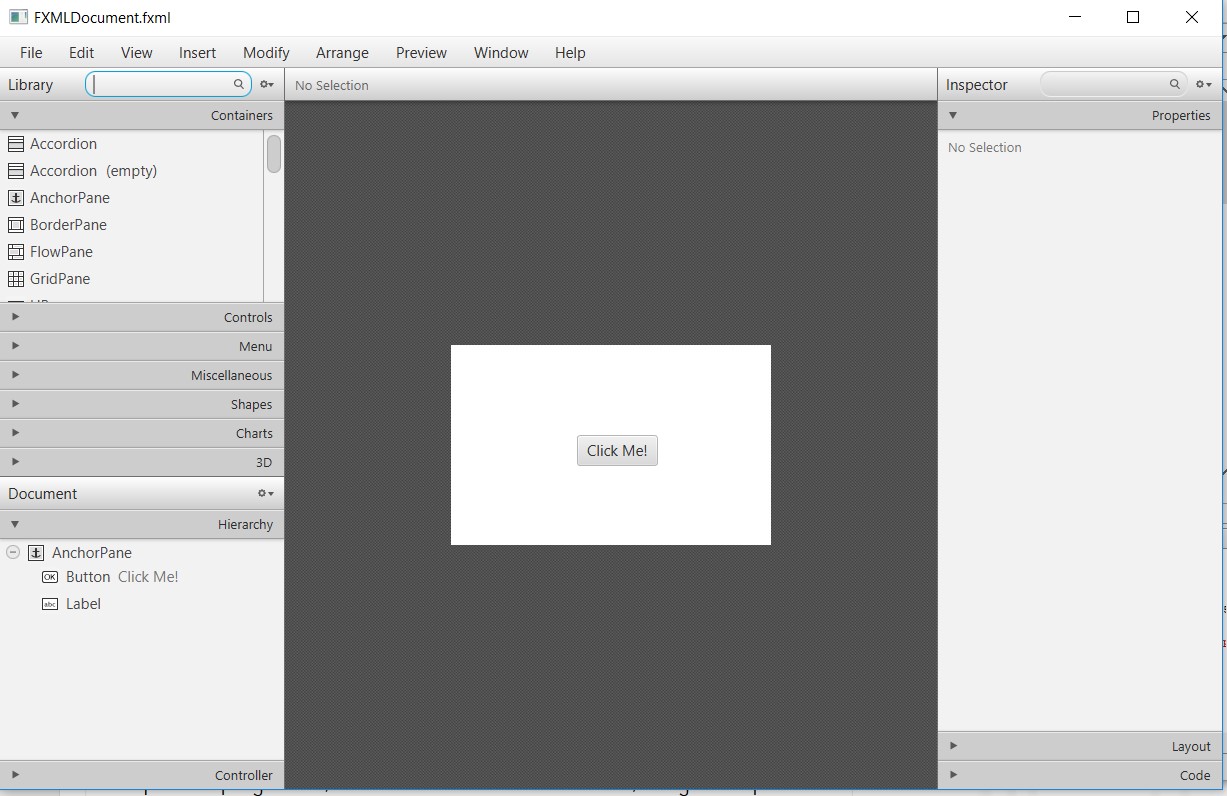 FXMLDocument.fxml
File Edit View Insert Modify Arrange Preview Window Help
Library
No Selection
Inspector
Containers
Accordion
Accordion (empty)
AnchorPane
BorderPane
FlowPane
GridPane
Controls
Menu
Miscellaneous
Shapes
Charts
3D
Document
Hierarchy
AnchorPane
OK Button Click Me!
abc Label
Controller
Click Me!
Properties
No Selection
Layout
Code